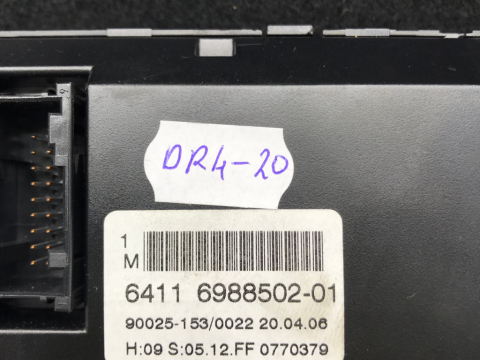 DR4-20
1
M
6411 6988502-01
90025-153/0022 20.04.06
H:09 S:05.12.FF 0770379